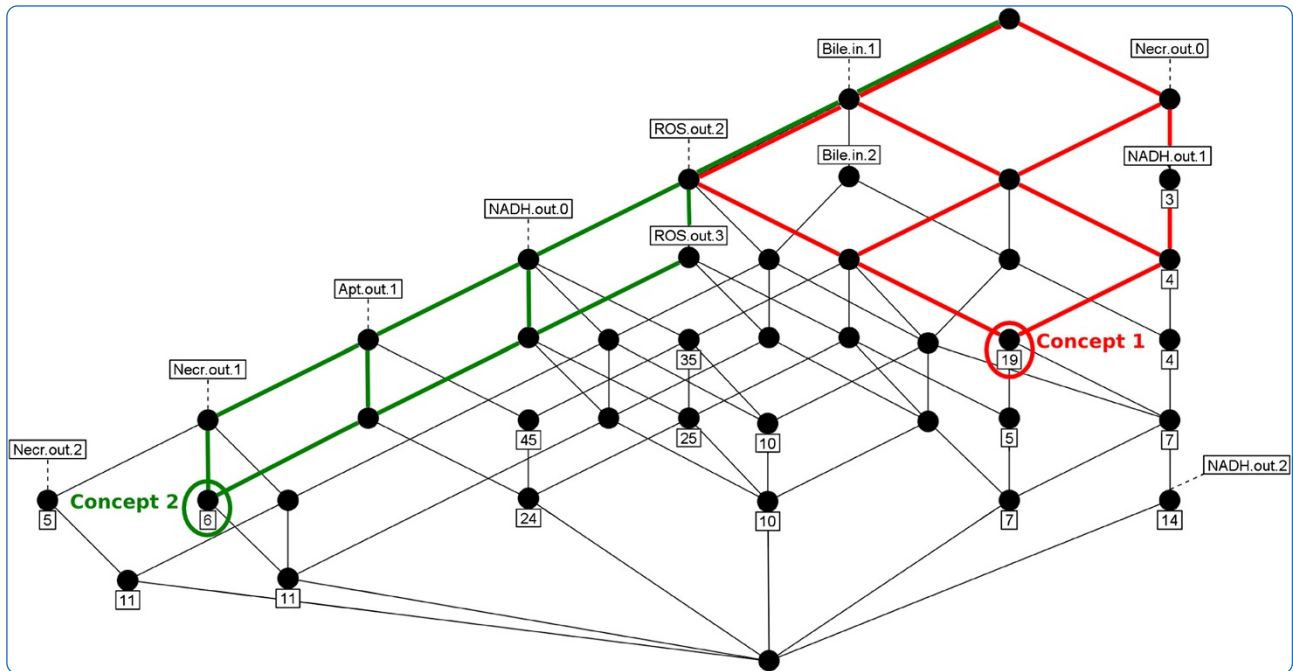 Bile.in.1
Necr.out.0
ROS.out.2
Bile.in.2
NADH.out.1
3
NADH.out.0
ROS.out.3
4
Apt.out.1
35
19
Concept 1
4
Necr.out.1
45
25
10
5
7
Necr.out.2
NADH.out.2
5
Concept 2
6
24
10
7
14
11
11